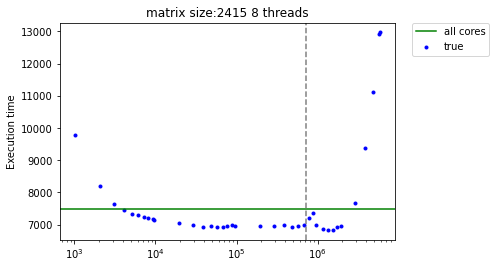 matrix size:2415 8 threads
all cores
true
Execution time
13000
12000
11000
10000
9000
8000
7000
10³
10⁴
10⁵
10⁶